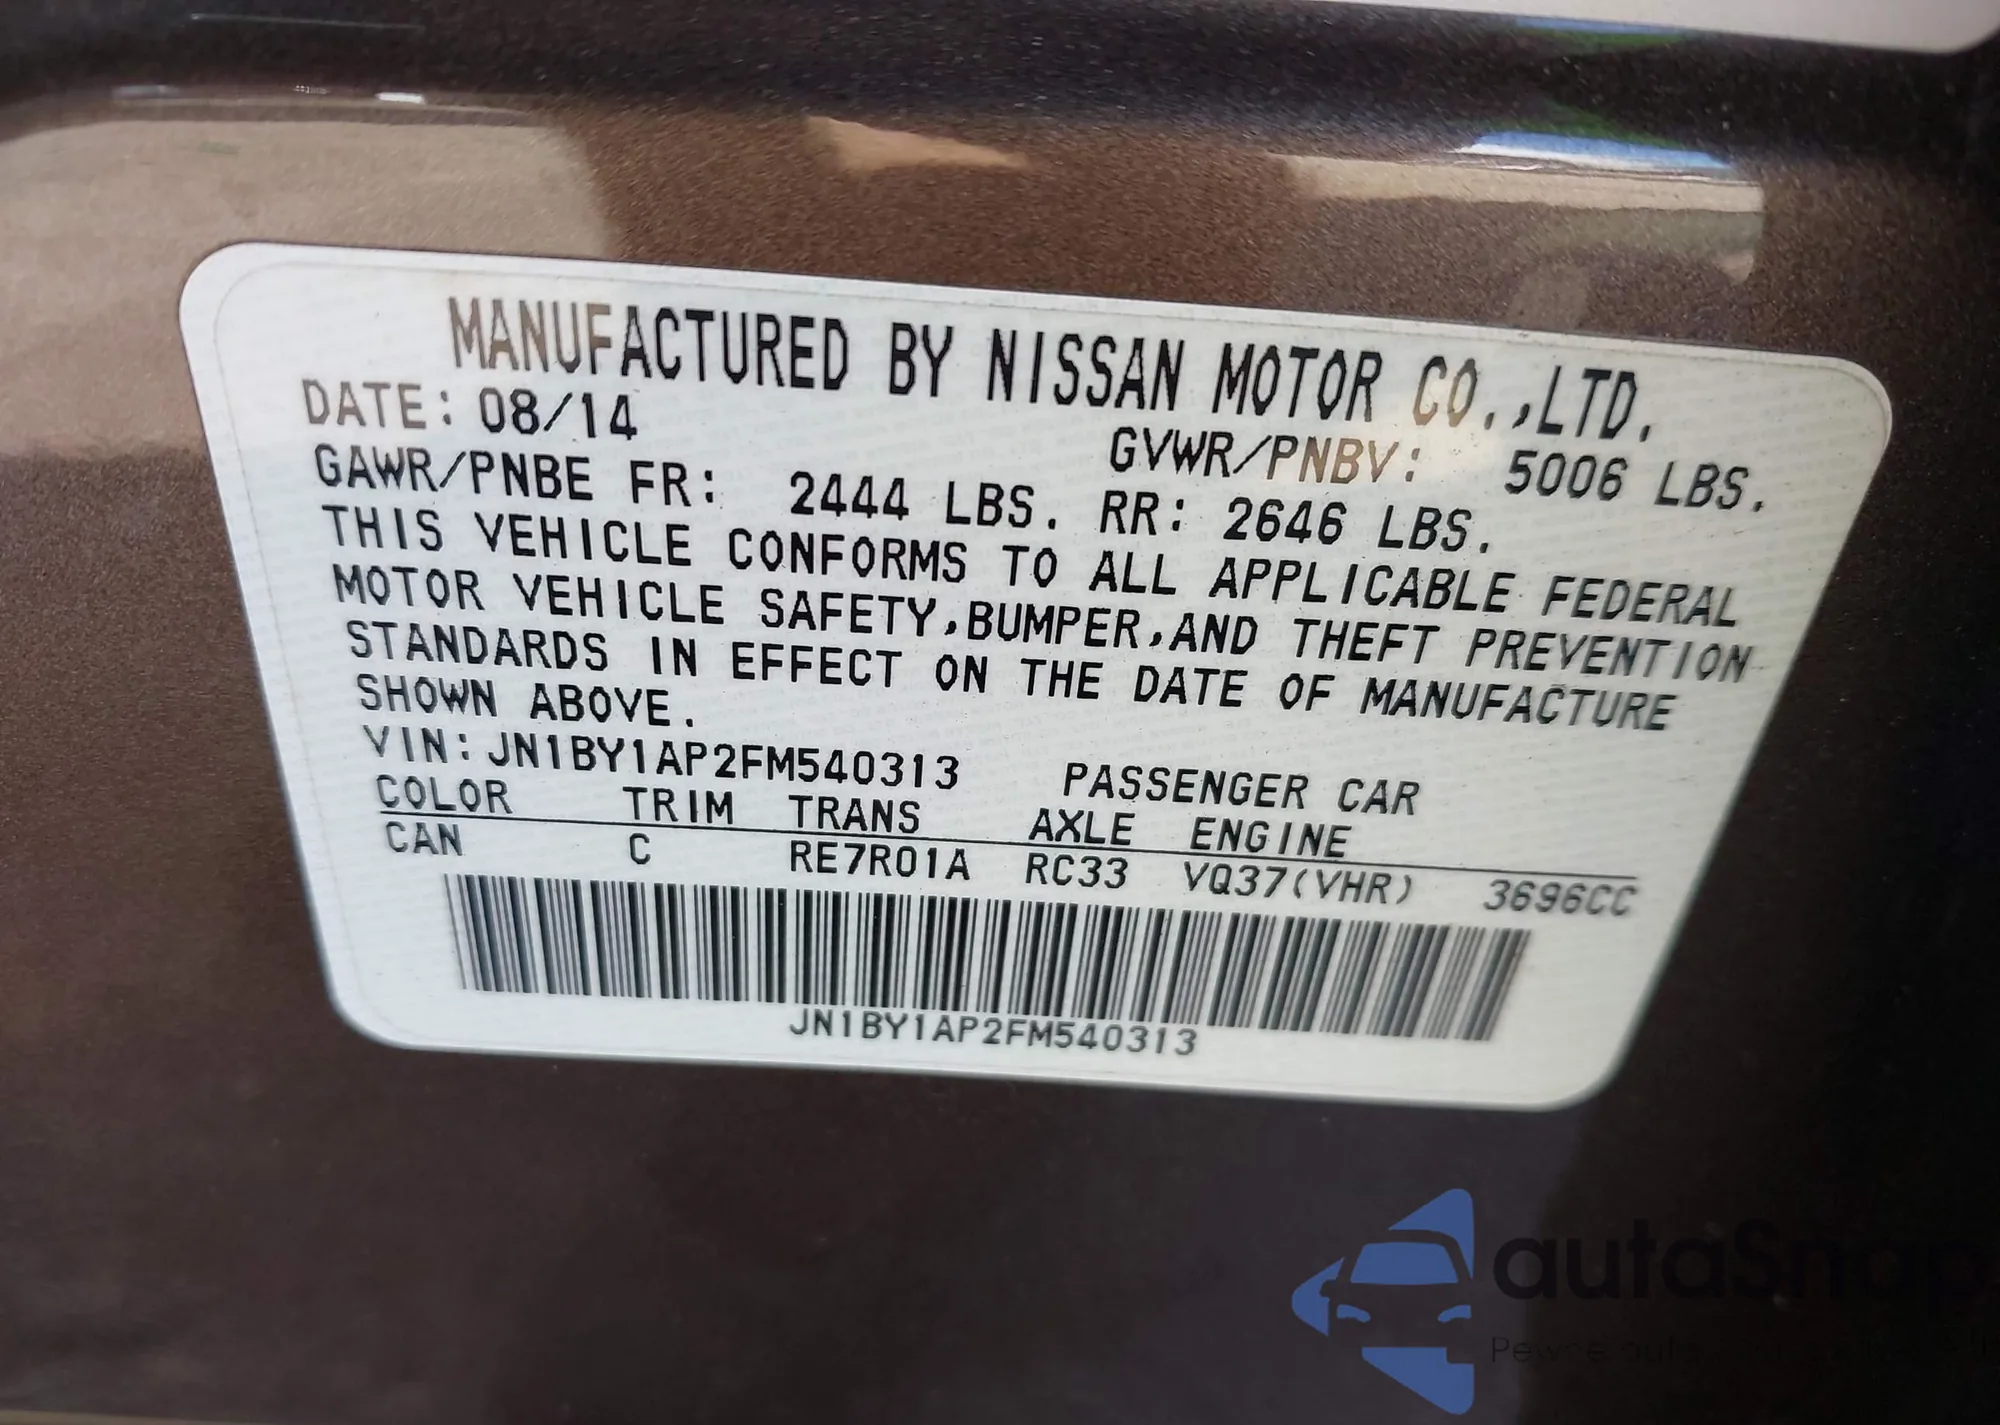 MANUFACTURED BY NISSAN MOTOR CO.,LTD.
DATE: 08/14 GVWR/PNBV: 5006 LBS.
GAWR/PNBE FR: 2444 LBS. RR: 2646 LBS.
THIS VEHICLE CONFORMS TO ALL APPLICABLE FEDERAL
MOTOR VEHICLE SAFETY,BUMPER,AND THEFT PREVENTION
STANDARDS IN EFFECT ON THE DATE OF MANUFACTURE
SHOWN ABOVE.
VIN:JN1BY1AP2FM540313 PASSENGER CAR
COLOR TRIM TRANS AXLE ENGINE
CAN C RE7R01A RC33 VQ37(VHR) 3696CC
JN1BY1AP2FM540313
autaSnap